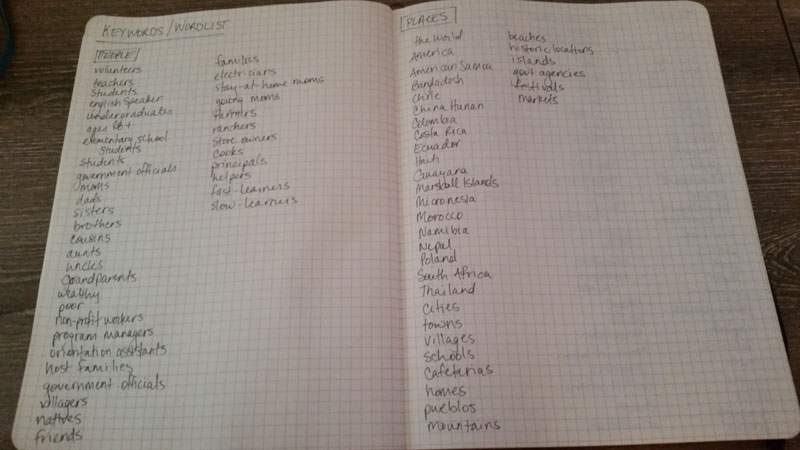 KEYWORDS/WORDLIST
PEOPLE
volunteers
teachers
students
english speaker
undergraduates
ages 18+
elementary school
students
students
government officials
moms
dads
sisters
brothers
cousins
aunts
uncles
Grandparents
wealthy
poor
non-profit workers
program managers
orientation assistants
host families
government officials
villagers
natives
friends
families
electricians
stay-at-home moms
young moms
farmers
ranchers
store owners
cooks
principals
helpers
fast-learners
slow-learners
PLACES
the world
America
American Samoa
Bangladesh
Chile
China Hunan
Colombia
Costa Rica
Ecuador
Haiti
Guayana
Marshall Islands
Micronesia
Morocco
Namibia
Nepal
Poland
South Africa
Thailand
cities
towns
villages
schools
cafeterias
homes
pueblos
mountains
beaches
historic locations
islands
govt agencies
festivals
markets